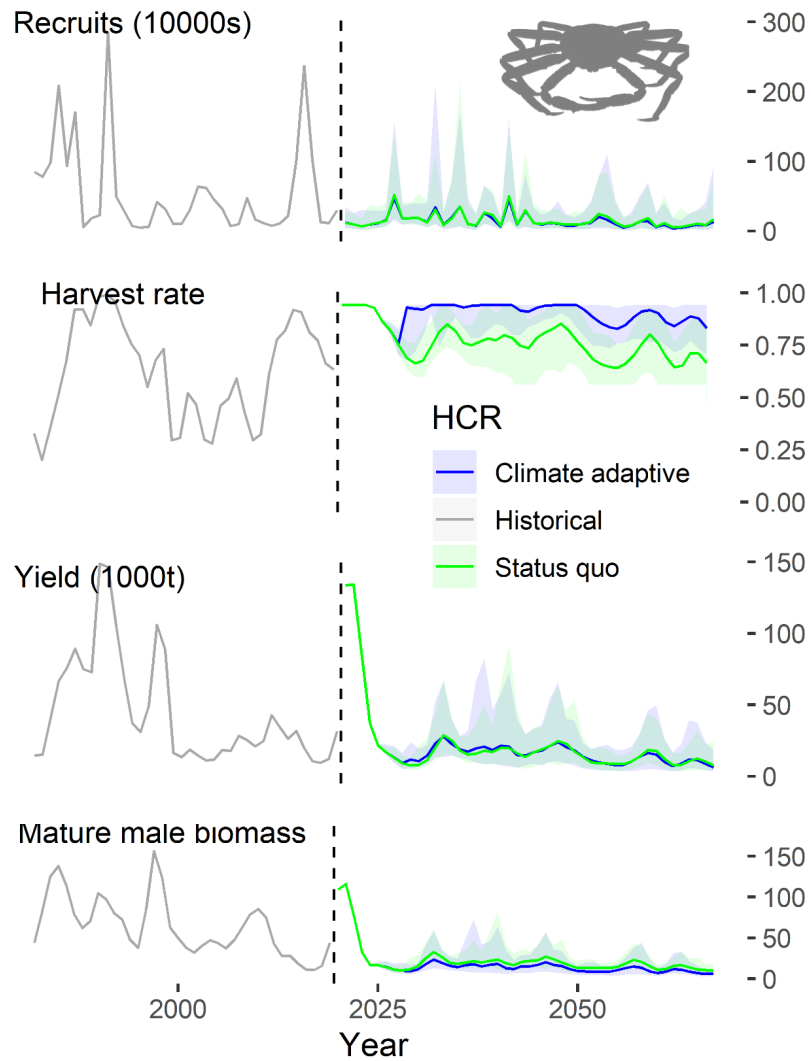 Recruits (10000s)
300
200
100
0
Harvest rate
1.00
0.75
0.50
0.25
0.00
HCR
Climate adaptive
Historical
Status quo
Yield (1000t)
150
100
50
0
Mature male biomass
150
100
50
0
2000
2025
2050
Year